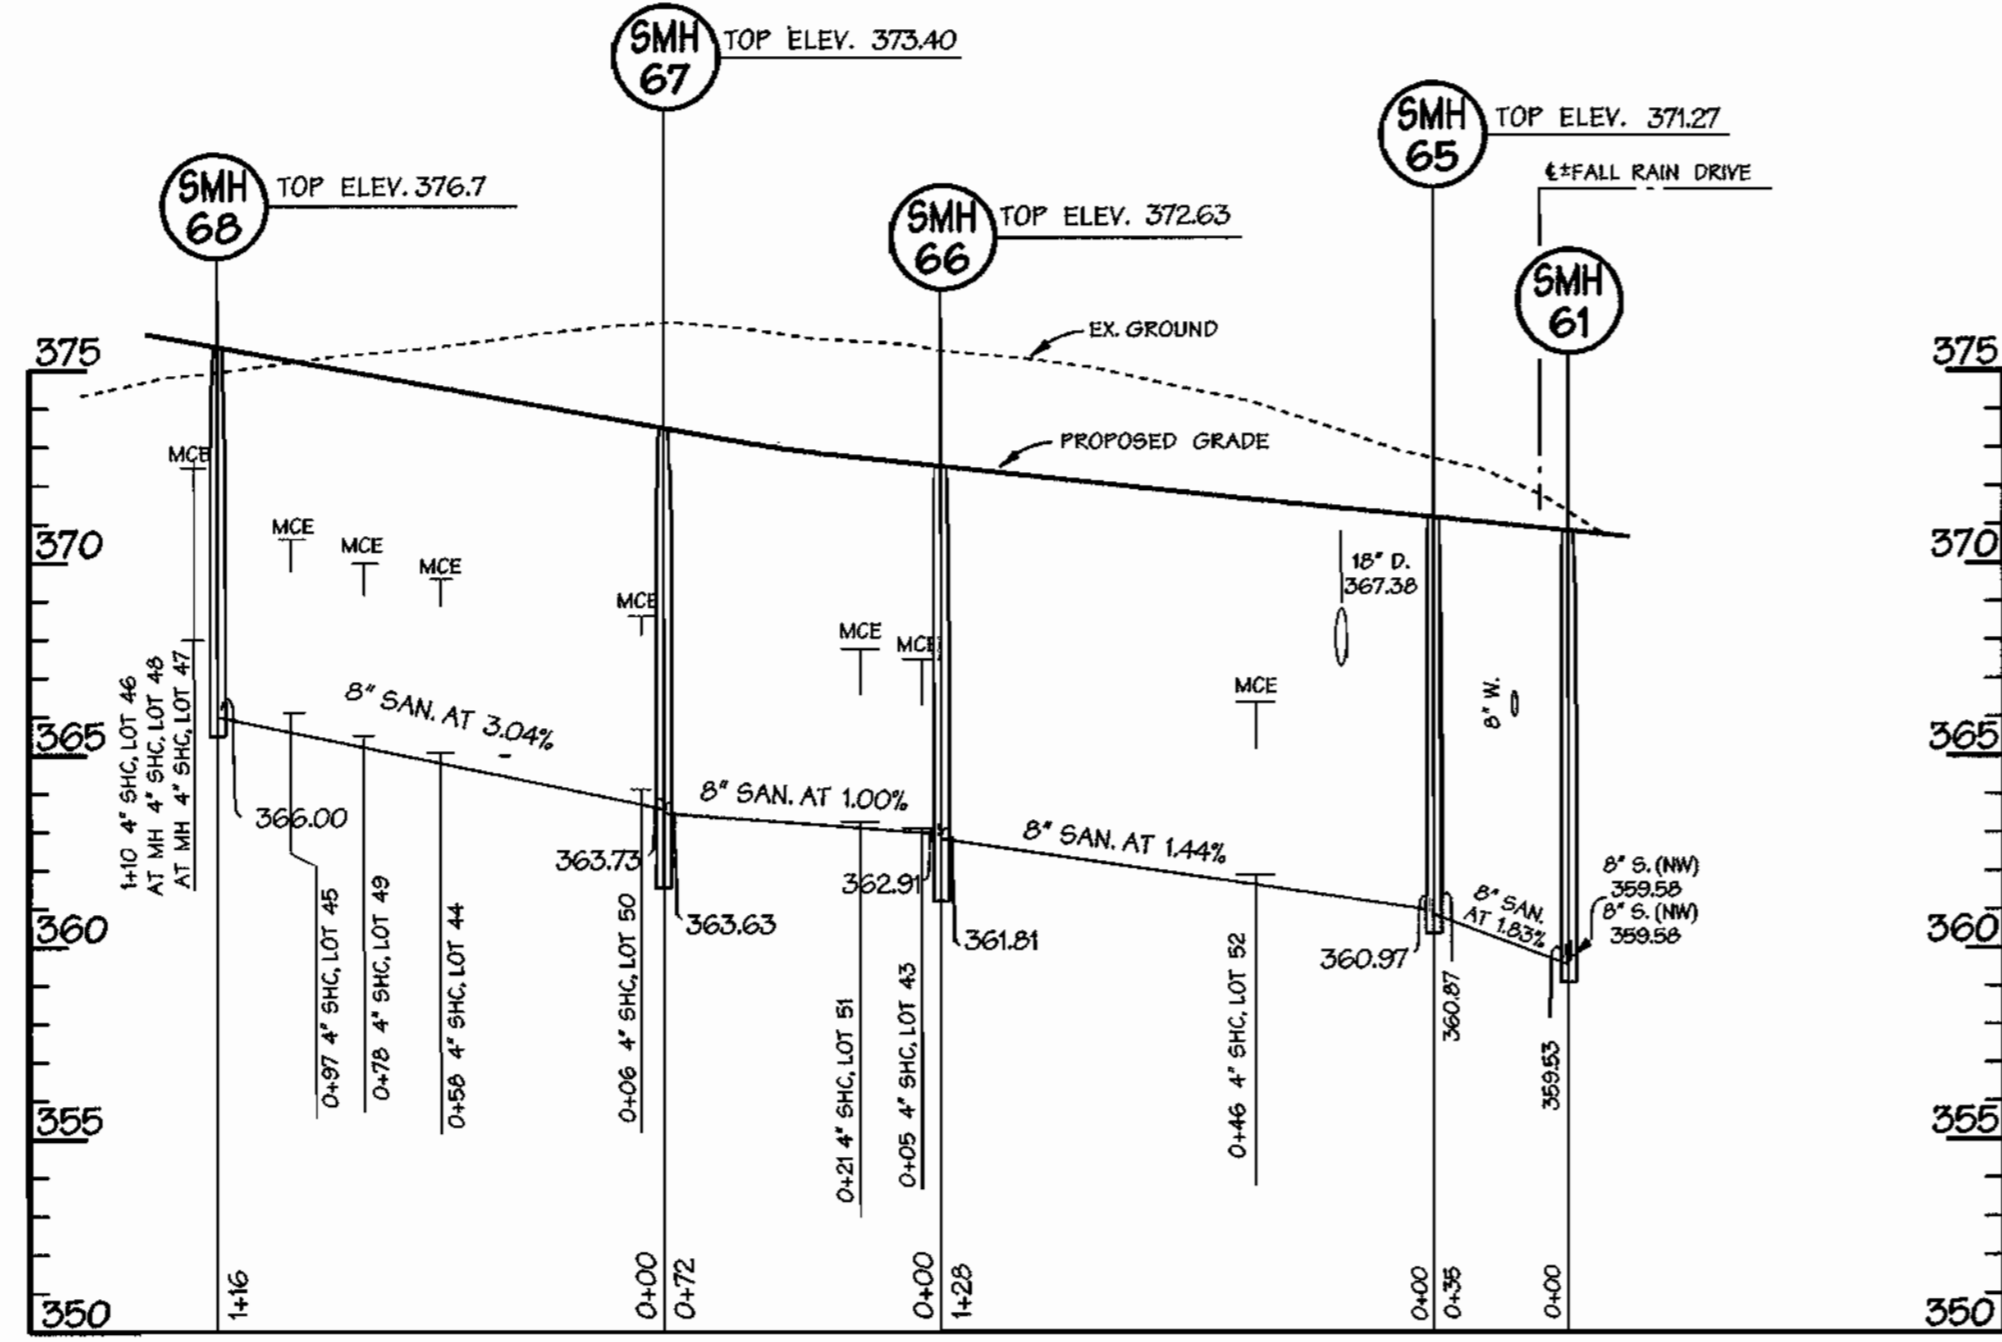 SMH
67
TOP ELEV. 373.40
SMH
65
TOP ELEV. 371.27
SMH
68
TOP ELEV. 376.7
SMH
66
TOP ELEV. 372.63
℄±FALL RAIN DRIVE
SMH
61
EX. GROUND
PROPOSED GRADE
375
370
365
360
355
350
375
370
365
360
355
350
MCE
MCE
MCE
MCE
MCE
MCE
MCE
MCE
18" D.
367.38
8" W.
8" SAN. AT 3.04%
8" SAN. AT 1.00%
8" SAN. AT 1.44%
8" SAN.
AT 1.83%
8" S. (NW)
359.58
8" S. (NW)
359.58
366.00
363.73
363.63
362.91
361.81
360.97
360.87
359.53
1+10 4" SHC, LOT 46
AT MH 4" SHC, LOT 48
AT MH 4" SHC, LOT 47
0+97 4" SHC, LOT 45
0+78 4" SHC, LOT 49
0+58 4" SHC, LOT 44
0+06 4" SHC, LOT 50
0+21 4" SHC, LOT 51
0+05 4" SHC, LOT 43
0+46 4" SHC, LOT 52
1+16
0+00
0+72
0+00
1+28
0+00
0+35
0+00